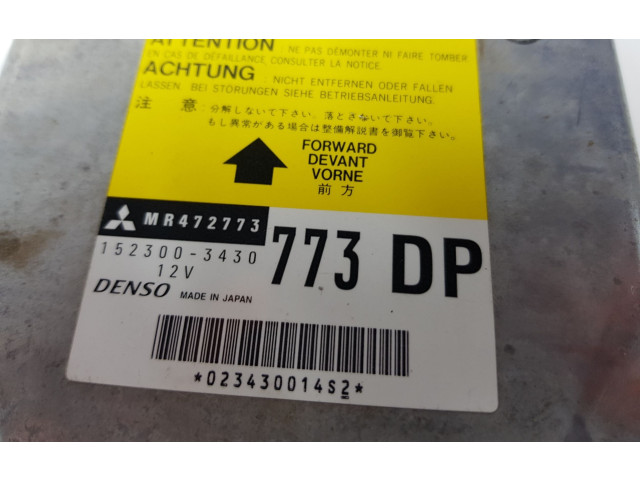 ATTENTION NE PAS DÉMONTER NI FAIRE TOMBER
EN CAS DE DÉFAILLANCE, CONSULTER LA NOTICE.
ACHTUNG NICHT ENTFERNEN ODER FALLEN
LASSEN. BEI STÖRUNGEN SIEHE BETRIEBSANLEITUNG.
注 意 : 分解しないで下さい。落とさないで下さい。
もし異常がある場合は整備解説書を御覧下さい。
FORWARD
DEVANT
VORNE
前 方
MR472773
152300-3430
12V
773 DP
DENSO MADE IN JAPAN
*023430014S2*